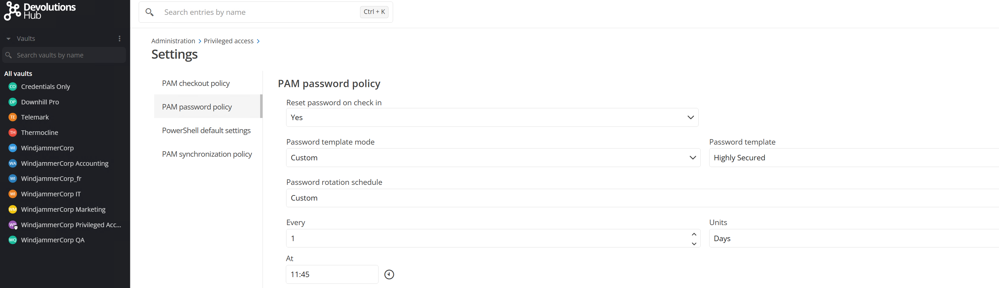 Devolutions
Hub
Search entries by name
Ctrl + K
Vaults
Search vaults by name
All vaults
CO Credentials Only
DP Downhill Pro
TE Telemark
TH Thermocline
WI WindjammerCorp
WA WindjammerCorp Accounting
WI WindjammerCorp_fr
WI WindjammerCorp IT
WM WindjammerCorp Marketing
WP WindjammerCorp Privileged Acc...
WQ WindjammerCorp QA
Administration > Privileged access >
Settings
PAM checkout policy
PAM password policy
PowerShell default settings
PAM synchronization policy
PAM password policy
Reset password on check in
Yes
Password template mode
Custom
Password template
Highly Secured
Password rotation schedule
Custom
Every
1
Units
Days
At
11:45